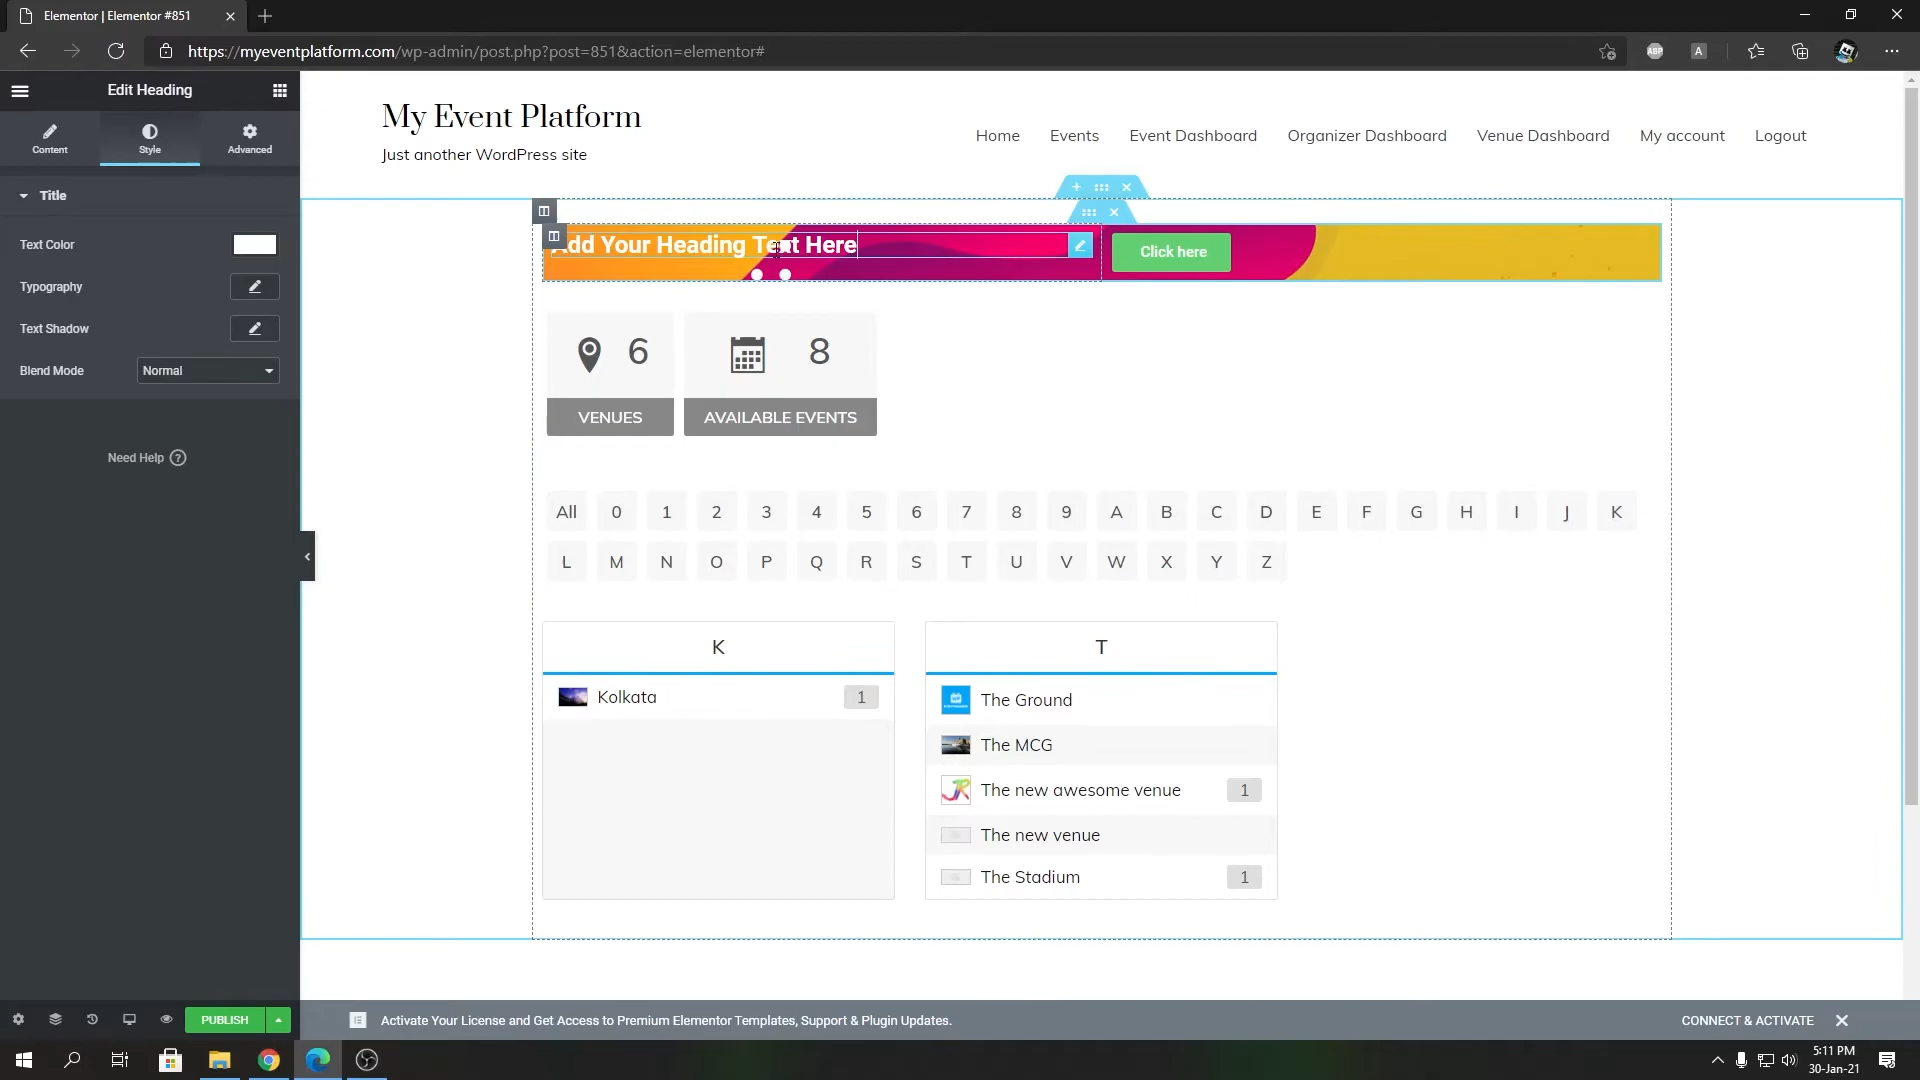 Elementor | Elementor #851
https://myeventplatform.com/wp-admin/post.php?post=851&action=elementor#
ABP
A
Edit Heading
Content
Style
Advanced
Title
Text Color
Typography
Text Shadow
Blend Mode
Normal
Need Help ?
PUBLISH
My Event Platform
Just another WordPress site
Home Events Event Dashboard Organizer Dashboard Venue Dashboard My account Logout
Add Your Heading Text Here
Click here
6
VENUES
8
AVAILABLE EVENTS
All 0 1 2 3 4 5 6 7 8 9 A B C D E F G H I J K
L M N O P Q R S T U V W X Y Z
K
Kolkata 1
T
The Ground
The MCG
The new awesome venue 1
The new venue
The Stadium 1
Activate Your License and Get Access to Premium Elementor Templates, Support & Plugin Updates.
CONNECT & ACTIVATE
5:11 PM
30-Jan-21